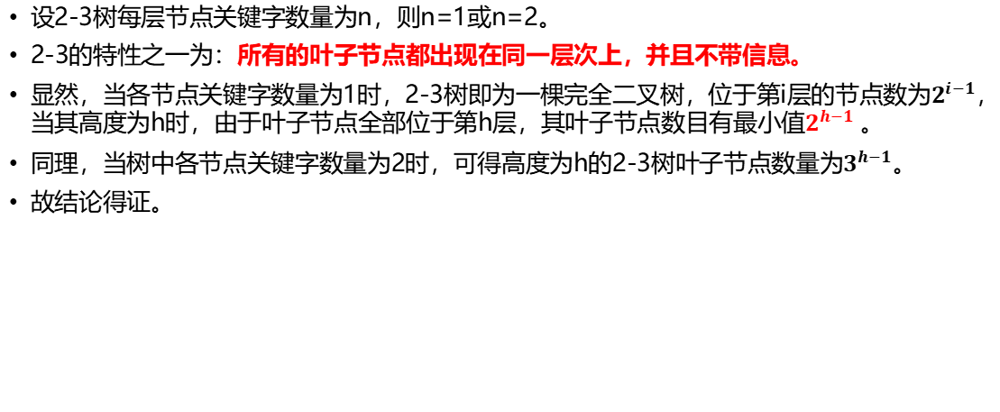 • 设2-3树每层节点关键字数量为n，则n=1或n=2。
• 2-3的特性之一为：所有的叶子节点都出现在同一层次上，并且不带信息。
• 显然，当各节点关键字数量为1时，2-3树即为一棵完全二叉树，位于第i层的节点数为2^{i−1}，
当其高度为h时，由于叶子节点全部位于第h层，其叶子节点数目有最小值2^{h−1} 。
• 同理，当树中各节点关键字数量为2时，可得高度为h的2-3树叶子节点数量为3^{h−1}。
• 故结论得证。